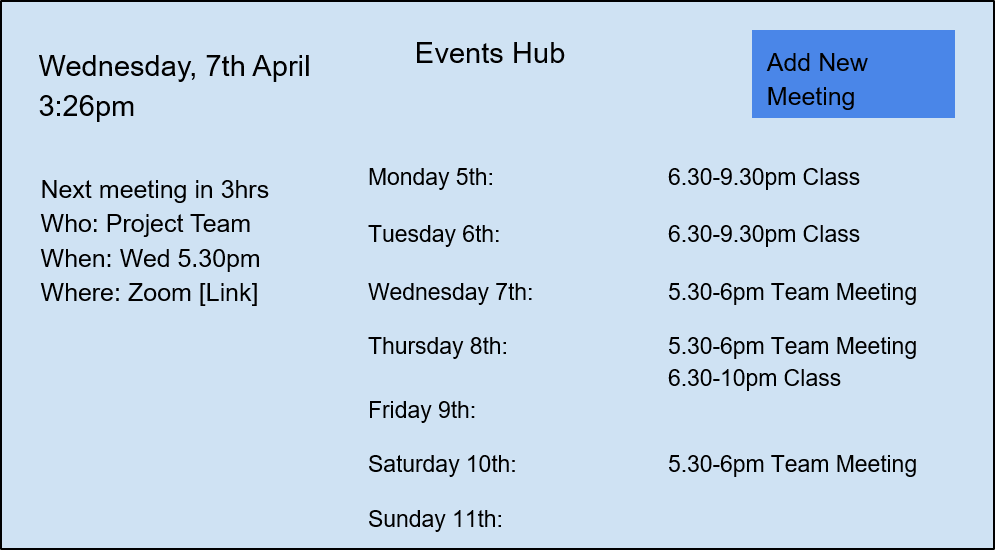 Wednesday, 7th April
3:26pm
Events Hub
Add New
Meeting
Next meeting in 3hrs
Who: Project Team
When: Wed 5.30pm
Where: Zoom [Link]
Monday 5th: 6.30-9.30pm Class
Tuesday 6th: 6.30-9.30pm Class
Wednesday 7th: 5.30-6pm Team Meeting
Thursday 8th: 5.30-6pm Team Meeting
6.30-10pm Class
Friday 9th:
Saturday 10th: 5.30-6pm Team Meeting
Sunday 11th: